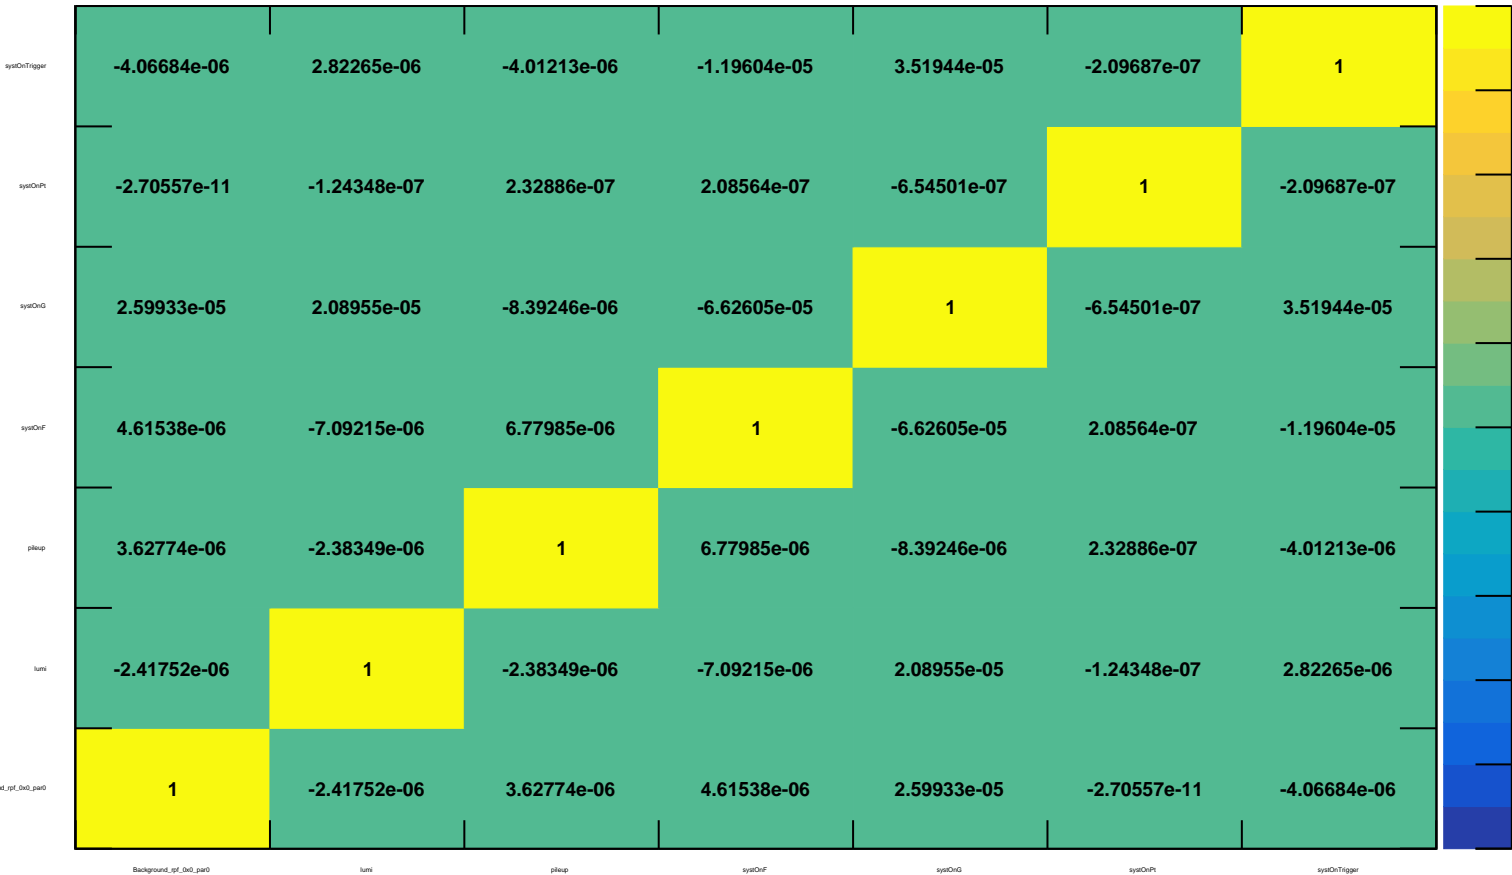 systOnTrigger -4.06684e-06 2.82265e-06 -4.01213e-06 -1.19604e-05 3.51944e-05 -2.09687e-07 1
systOnPt -2.70557e-11 -1.24348e-07 2.32886e-07 2.08564e-07 -6.54501e-07 1 -2.09687e-07
systOnG 2.59933e-05 2.08955e-05 -8.39246e-06 -6.62605e-05 1 -6.54501e-07 3.51944e-05
systOnF 4.61538e-06 -7.09215e-06 6.77985e-06 1 -6.62605e-05 2.08564e-07 -1.19604e-05
pileup 3.62774e-06 -2.38349e-06 1 6.77985e-06 -8.39246e-06 2.32886e-07 -4.01213e-06
lumi -2.41752e-06 1 -2.38349e-06 -7.09215e-06 2.08955e-05 -1.24348e-07 2.82265e-06
d_rpf_0x0_par0 1 -2.41752e-06 3.62774e-06 4.61538e-06 2.59933e-05 -2.70557e-11 -4.06684e-06
Background_rpf_0x0_par0 lumi pileup systOnF systOnG systOnPt systOnTrigger